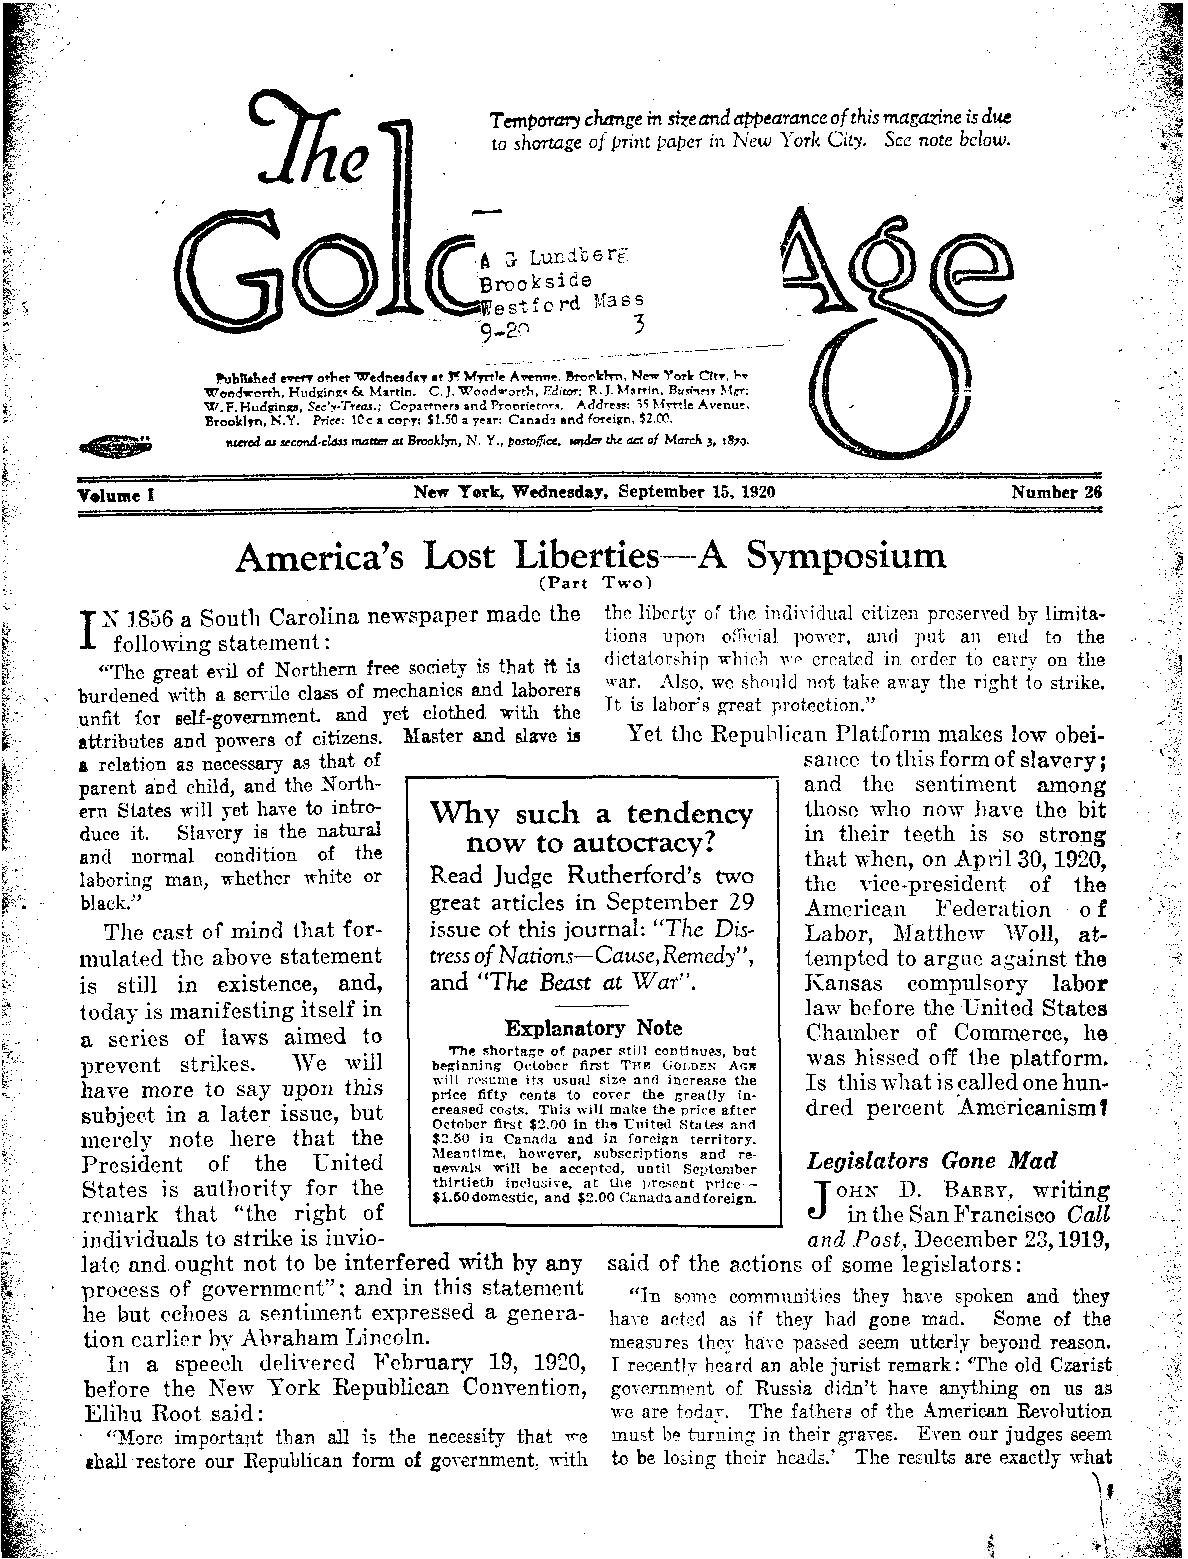 The
Temporary change in size and appearance of this magazine is due
to shortage of print paper in New York City. See note below.
Gold Age
A G Lundberg
Brookside
Westford Mass
9-20 3
Published every other Wednesday at 35 Myrtle Avenue, Brooklyn, New York City, by
Woodworth, Hudgings & Martin. C. J. Woodworth, Editor; R. J. Martin, Business Mgr;
W. F. Hudgings, Sec'y-Treas.; Copartners and Proprietors. Address: 35 Myrtle Avenue,
Brooklyn, N.Y. Price: 10c a copy; $1.50 a year; Canada and foreign, $2.00.
ntered as second-class matter at Brooklyn, N. Y., postoffice, under the act of March 3, 1879.
Volume I New York, Wednesday, September 15, 1920 Number 26
America's Lost Liberties—A Symposium
(Part Two)
IN 1856 a South Carolina newspaper made the
following statement:
"The great evil of Northern free society is that it is
burdened with a servile class of mechanics and laborers
unfit for self-government, and yet clothed with the
attributes and powers of citizens. Master and slave is
a relation as necessary as that of
parent and child, and the North-
ern States will yet have to intro-
duce it. Slavery is the natural
and normal condition of the
laboring man, whether white or
black."
The cast of mind that for-
mulated the above statement
is still in existence, and,
today is manifesting itself in
a series of laws aimed to
prevent strikes. We will
have more to say upon this
subject in a later issue, but
merely note here that the
President of the United
States is authority for the
remark that "the right of
individuals to strike is invio-
late and ought not to be interfered with by any
process of government"; and in this statement
he but echoes a sentiment expressed a genera-
tion earlier by Abraham Lincoln.
In a speech delivered February 19, 1920,
before the New York Republican Convention,
Elihu Root said:
"More important than all is the necessity that we
shall restore our Republican form of government, with
Why such a tendency
now to autocracy?
Read Judge Rutherford's two
great articles in September 29
issue of this journal: "The Dis-
tress of Nations—Cause, Remedy",
and "The Beast at War".
Explanatory Note
The shortage of paper still continues, but
beginning October first THE GOLDEN AGE
will resume its usual size and increase the
price fifty cents to cover the greatly in-
creased costs. This will make the price after
October first $2.00 in the United States and
$2.50 in Canada and in foreign territory.
Meantime, however, subscriptions and re-
newals will be accepted, until September
thirtieth inclusive, at the present price—
$1.50 domestic, and $2.00 Canada and foreign.
the liberty of the individual citizen preserved by limita-
tions upon official power, and put an end to the
dictatorship which we created in order to carry on the
war. Also, we should not take away the right to strike.
It is labor's great protection."
Yet the Republican Platform makes low obei-
sance to this form of slavery;
and the sentiment among
those who now have the bit
in their teeth is so strong
that when, on April 30, 1920,
the vice-president of the
American Federation of
Labor, Matthew Woll, at-
tempted to argue against the
Kansas compulsory labor
law before the United States
Chamber of Commerce, he
was hissed off the platform.
Is this what is called one hun-
dred percent Americanism?
Legislators Gone Mad
JOHN D. BARRY, writing
in the San Francisco Call
and Post, December 23, 1919,
said of the actions of some legislators:
"In some communities they have spoken and they
have acted as if they had gone mad. Some of the
measures they have passed seem utterly beyond reason.
I recently heard an able jurist remark: 'The old Czarist
government of Russia didn't have anything on us as
we are today. The fathers of the American Revolution
must be turning in their graves. Even our judges seem
to be losing their heads.' The results are exactly what